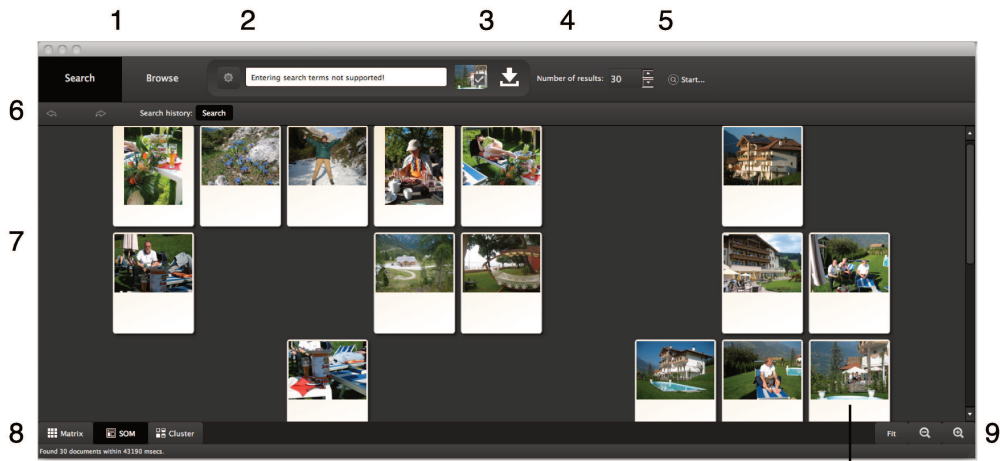 1 2 3 4 5
Search Browse Entering search terms not supported! Number of results: 30 Start...
6 Search history: Search
7
8 Matrix SOM Cluster Fit 9
Found 30 documents within 43190 msecs.